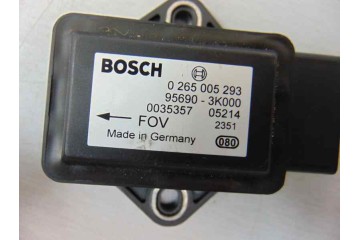 BOSCH
0 265 005 293
95690 - 3K000
0035357 05214
FOV 2351
Made in Germany 080